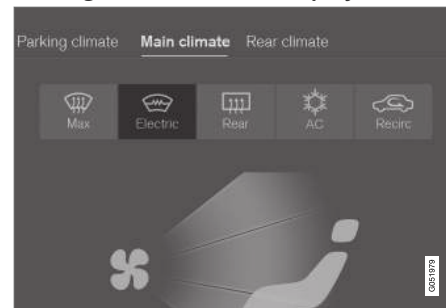 Parking climate Main climate Rear climate
Max Electric Rear AC Recirc
G051979